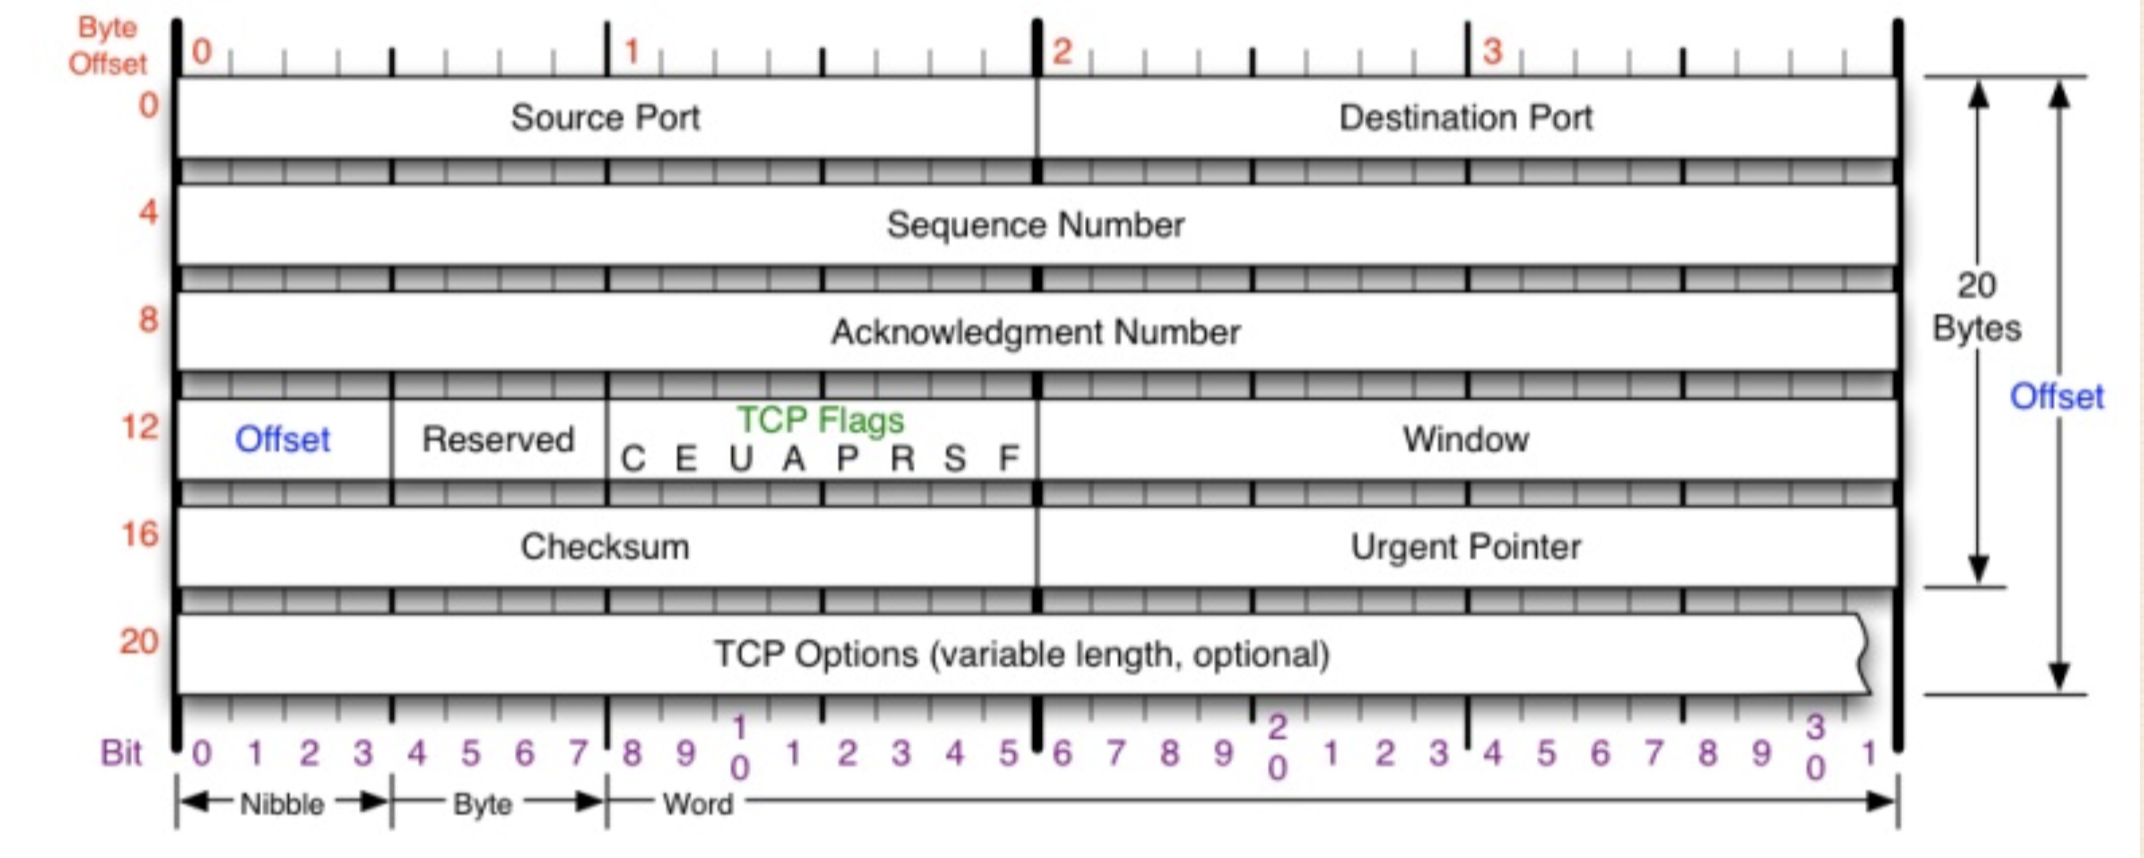 Byte
Offset
0 1 2 3
0 Source Port Destination Port
4 Sequence Number
8 Acknowledgment Number
20
Bytes
Offset
12 Offset Reserved TCP Flags Window
C E U A P R S F
16 Checksum Urgent Pointer
20 TCP Options (variable length, optional)
Bit 0 1 2 3 4 5 6 7 8 9 10 1 2 3 4 5 6 7 8 9 20 1 2 3 4 5 6 7 8 9 30 1
Nibble Byte Word